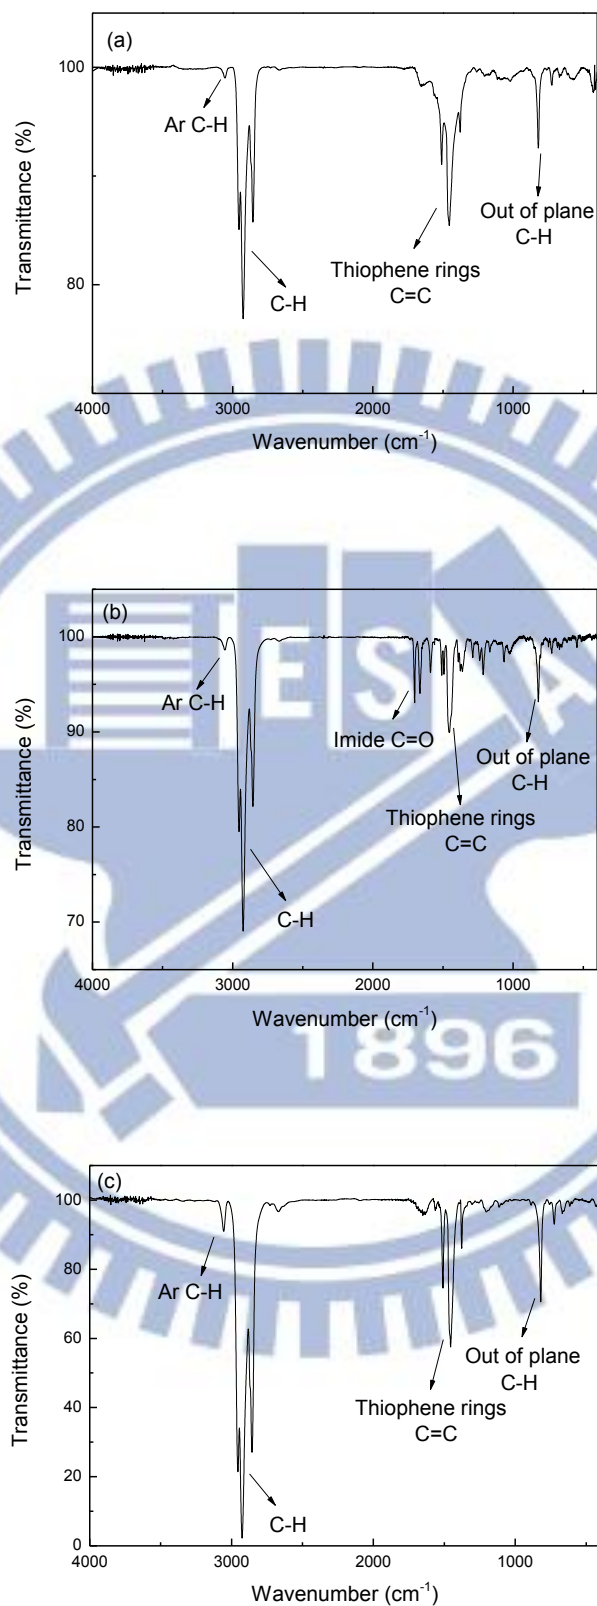 (a)
100
80
Transmittance (%)
Ar C-H
C-H
Thiophene rings
C=C
Out of plane
C-H
4000 3000 2000 1000
Wavenumber (cm⁻¹)
(b)
100
90
80
70
Transmittance (%)
Ar C-H
C-H
Imide C=O
Thiophene rings
C=C
Out of plane
C-H
4000 3000 2000 1000
Wavenumber (cm⁻¹)
ESA
1896
(c)
100
80
60
40
20
0
Transmittance (%)
Ar C-H
C-H
Thiophene rings
C=C
Out of plane
C-H
4000 3000 2000 1000
Wavenumber (cm⁻¹)